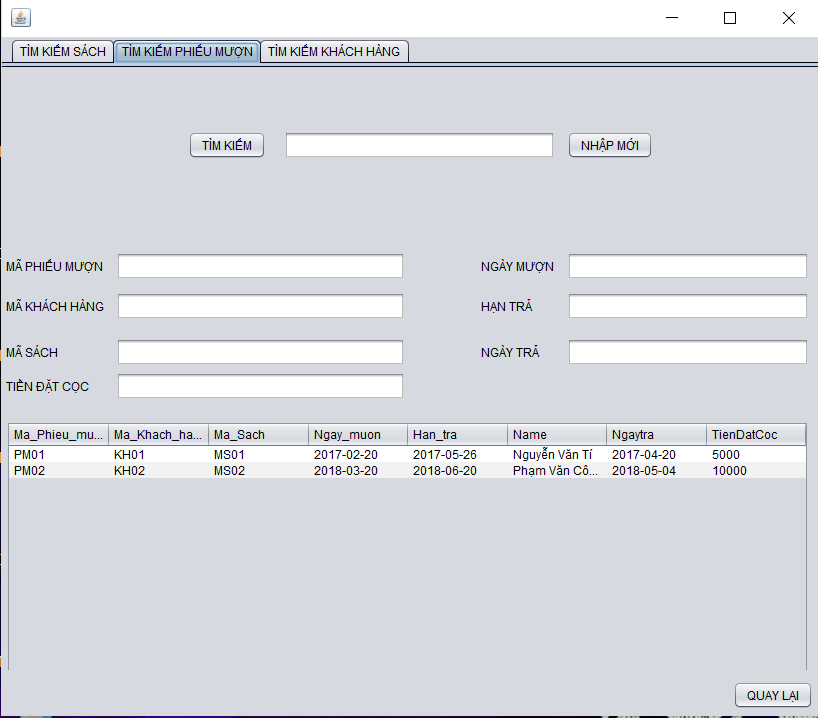 TÌM KIẾM SÁCH TÌM KIẾM PHIẾU MƯỢN TÌM KIẾM KHÁCH HÀNG
TÌM KIẾM NHẬP MỚI
MÃ PHIẾU MƯỢN NGÀY MƯỢN
MÃ KHÁCH HÀNG HẠN TRẢ
MÃ SÁCH NGÀY TRẢ
TIỀN ĐẶT CỌC
Ma_Phieu_mu... Ma_Khach_ha... Ma_Sach Ngay_muon Han_tra Name Ngaytra TienDatCoc
PM01 KH01 MS01 2017-02-20 2017-05-26 Nguyễn Văn Tí 2017-04-20 5000
PM02 KH02 MS02 2018-03-20 2018-06-20 Phạm Văn Cô... 2018-05-04 10000
QUAY LẠI